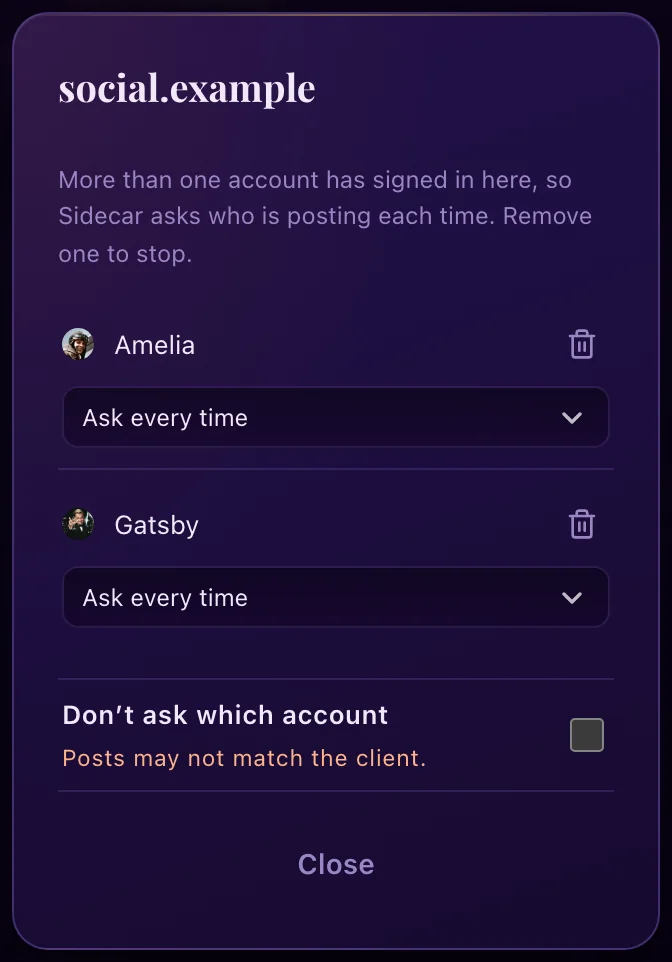 social.example
More than one account has signed in here, so
Sidecar asks who is posting each time. Remove
one to stop.
Amelia
Ask every time
Gatsby
Ask every time
Don’t ask which account
Posts may not match the client.
Close